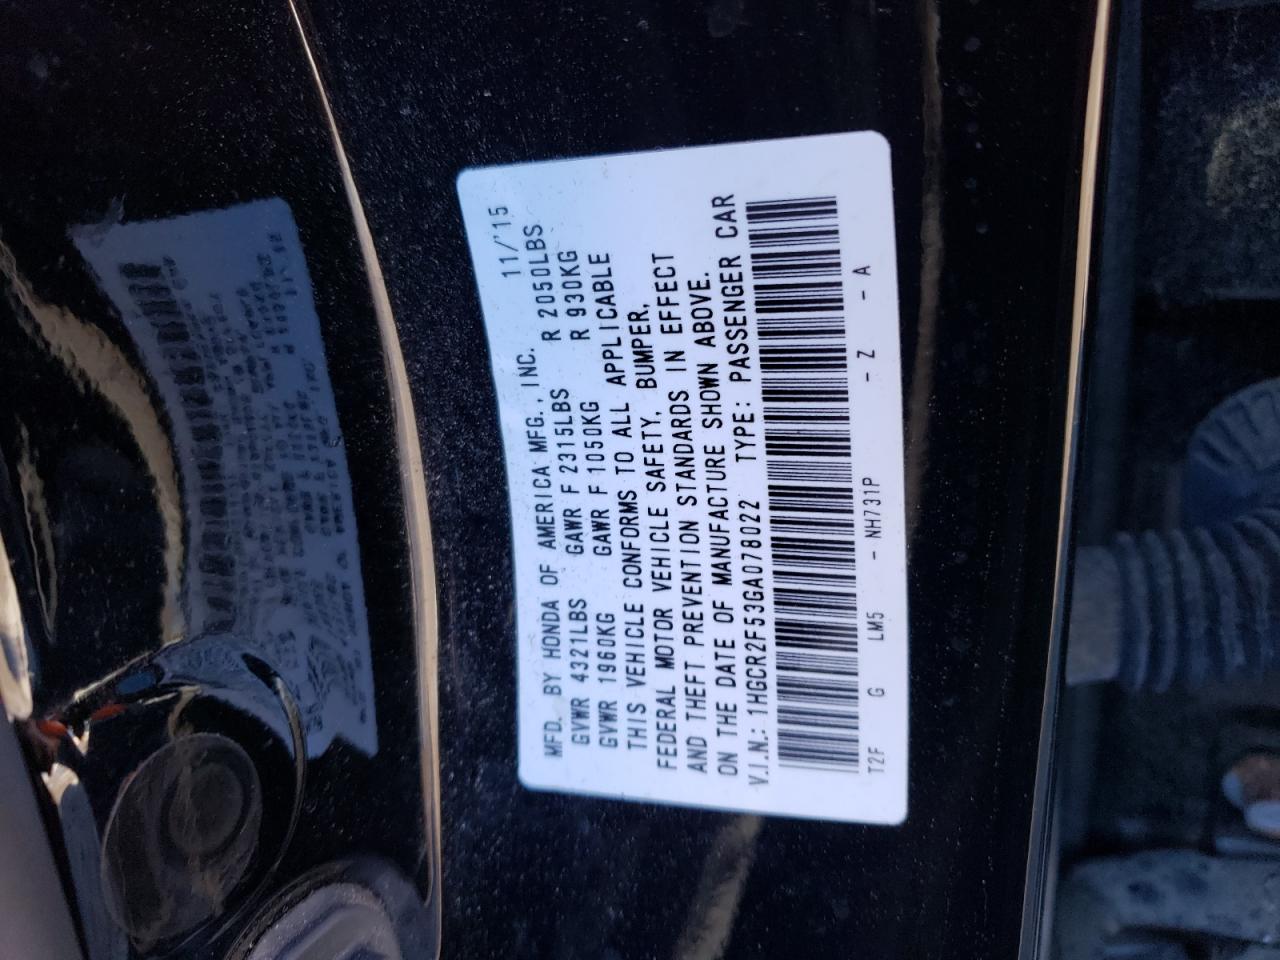 MFD. BY HONDA OF AMERICA MFG., INC. 11/'15
GVWR 4321LBS GAWR F 2315LBS R 2050LBS
GVWR 1960KG GAWR F 1050KG R 930KG
THIS VEHICLE CONFORMS TO ALL APPLICABLE
FEDERAL MOTOR VEHICLE SAFETY, BUMPER,
AND THEFT PREVENTION STANDARDS IN EFFECT
ON THE DATE OF MANUFACTURE SHOWN ABOVE.
V.I.N.: 1HGCR2F53GA078022 TYPE: PASSENGER CAR
T2F G LM5 - NH731P - Z - A